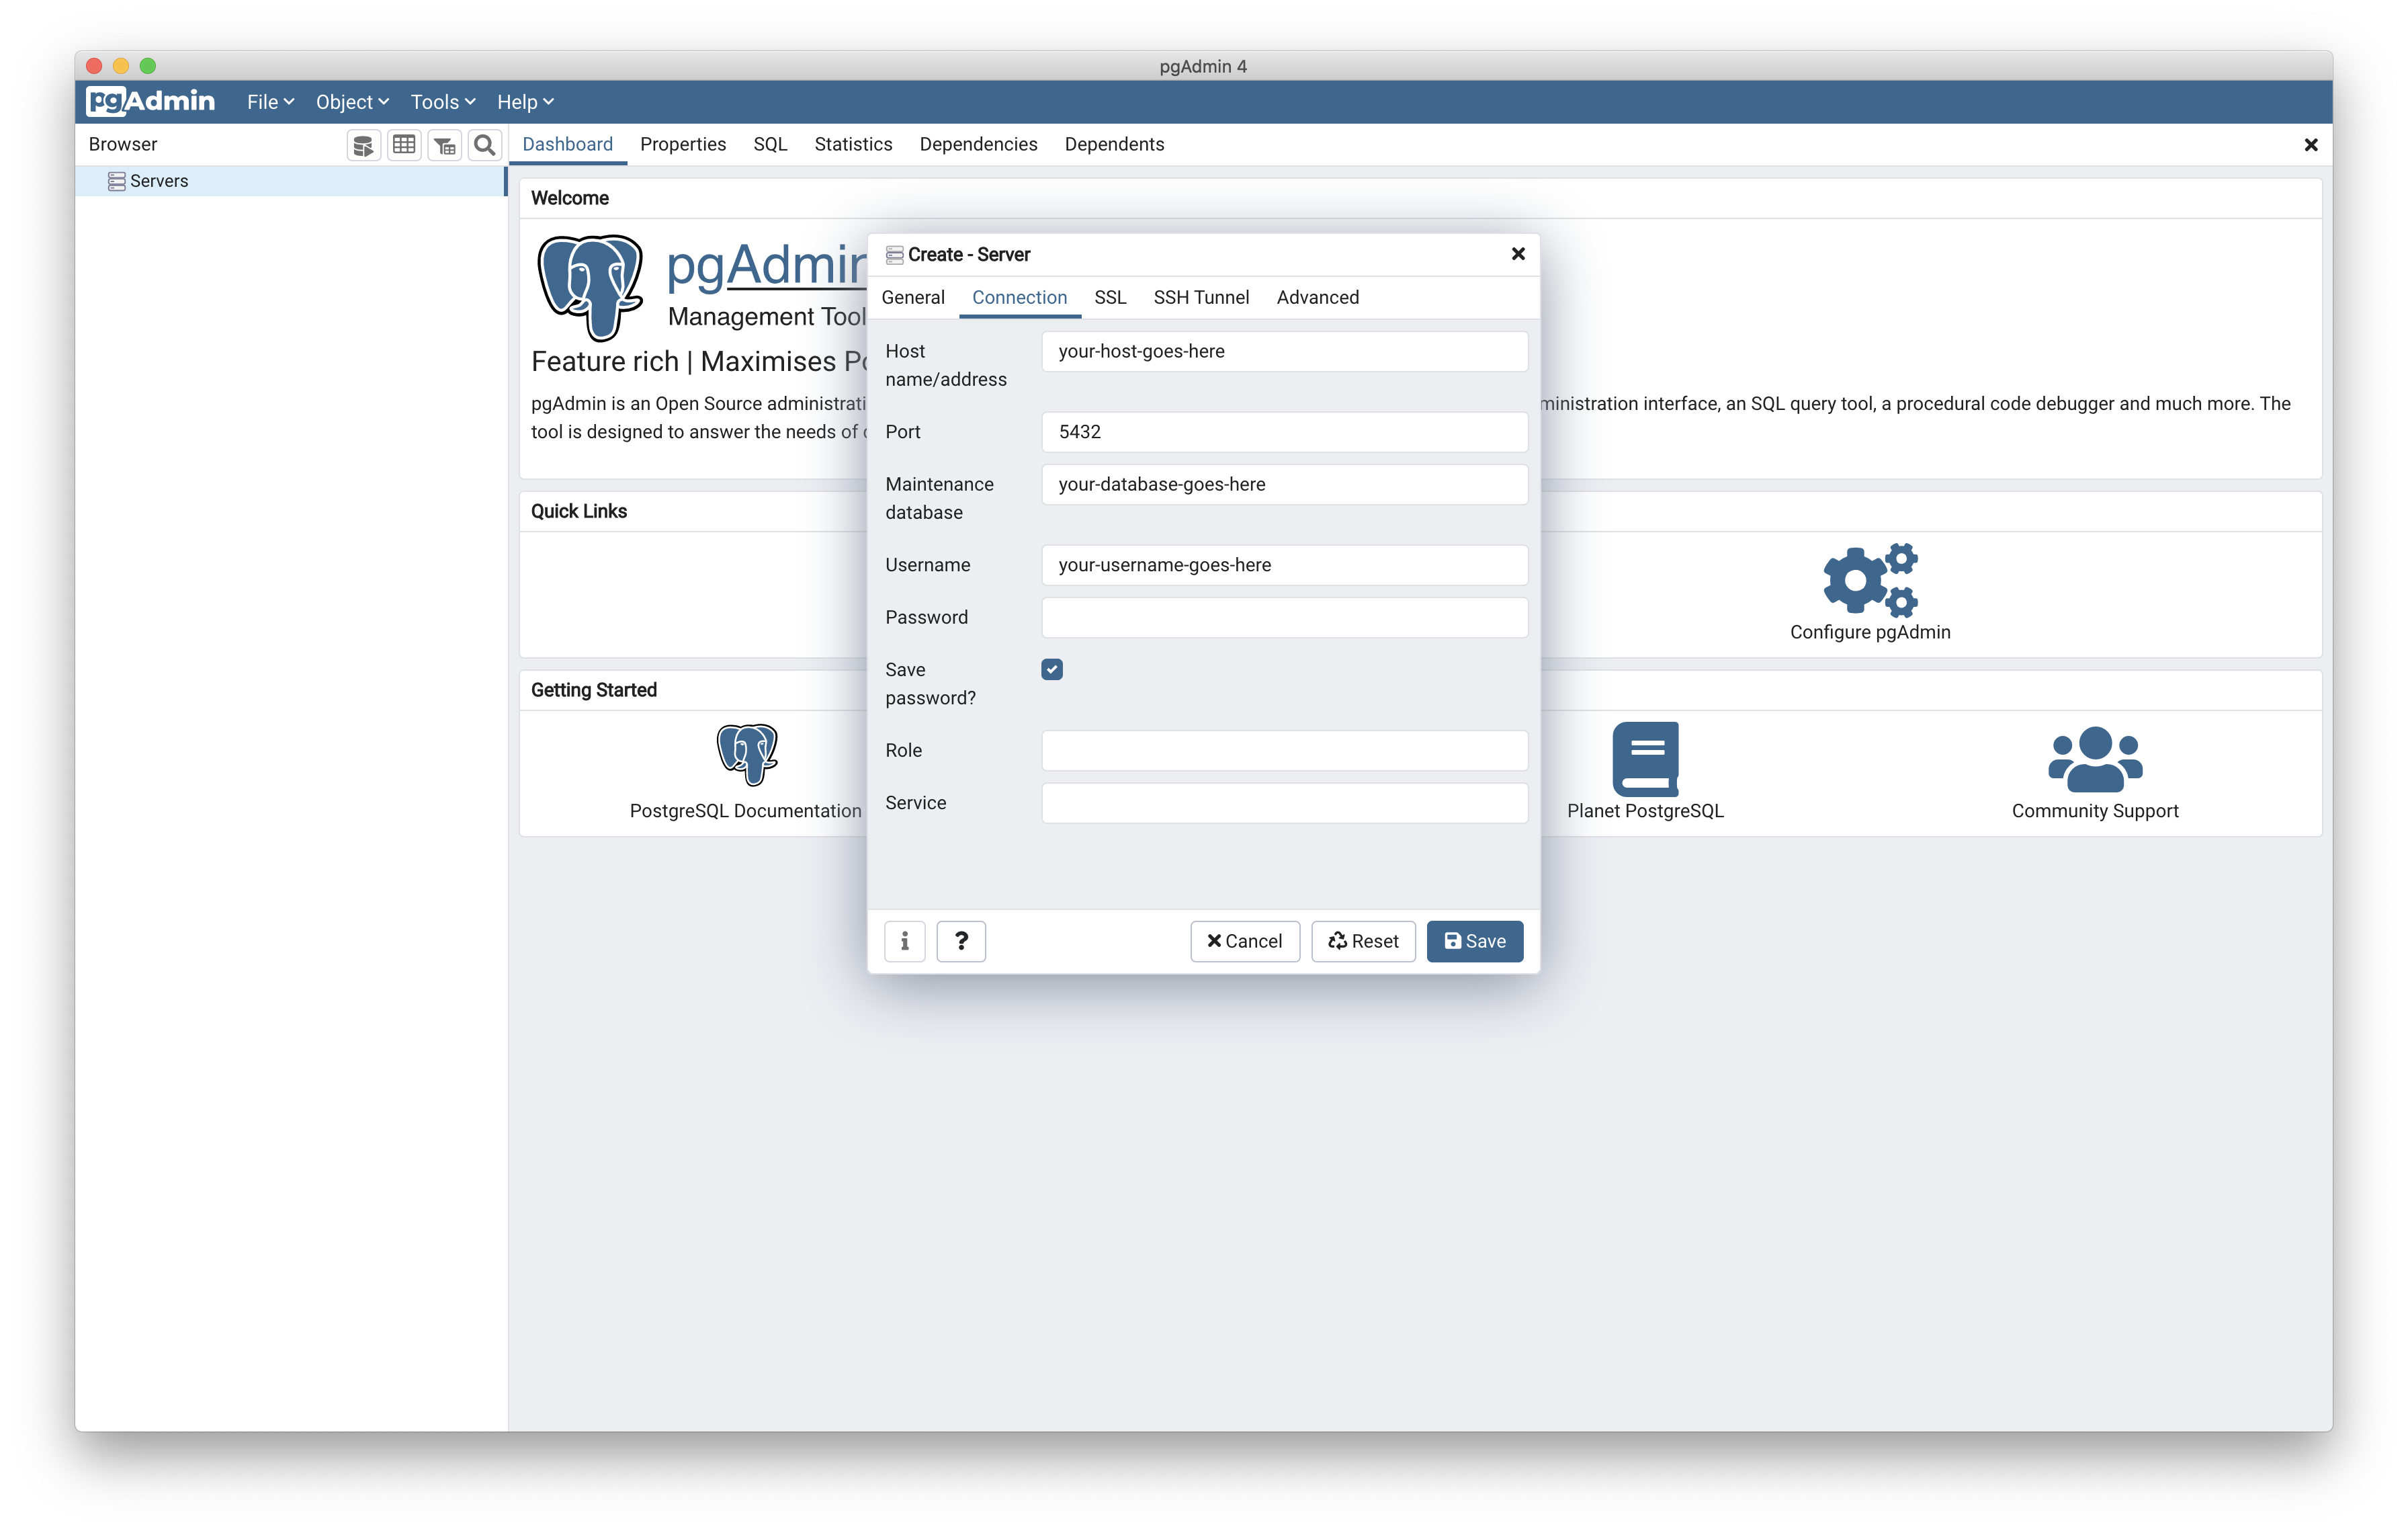 pgAdmin 4
pgAdmin File Object Tools Help
Browser Dashboard Properties SQL Statistics Dependencies Dependents
Servers
Welcome
pgAdmin
Management Tool
Feature rich | Maximises
pgAdmin is an Open Source
tool is designed to answer the needs of
interface, an SQL query tool, a procedural code debugger and much more. The
Quick Links
Configure pgAdmin
Getting Started
PostgreSQL Documentation
Planet PostgreSQL
Community Support
Create - Server
General Connection SSL SSH Tunnel Advanced
Host
name/address
your-host-goes-here
Port
5432
Maintenance
database
your-database-goes-here
Username
your-username-goes-here
Password
Save
password?
Role
Service
i ? Cancel Reset Save